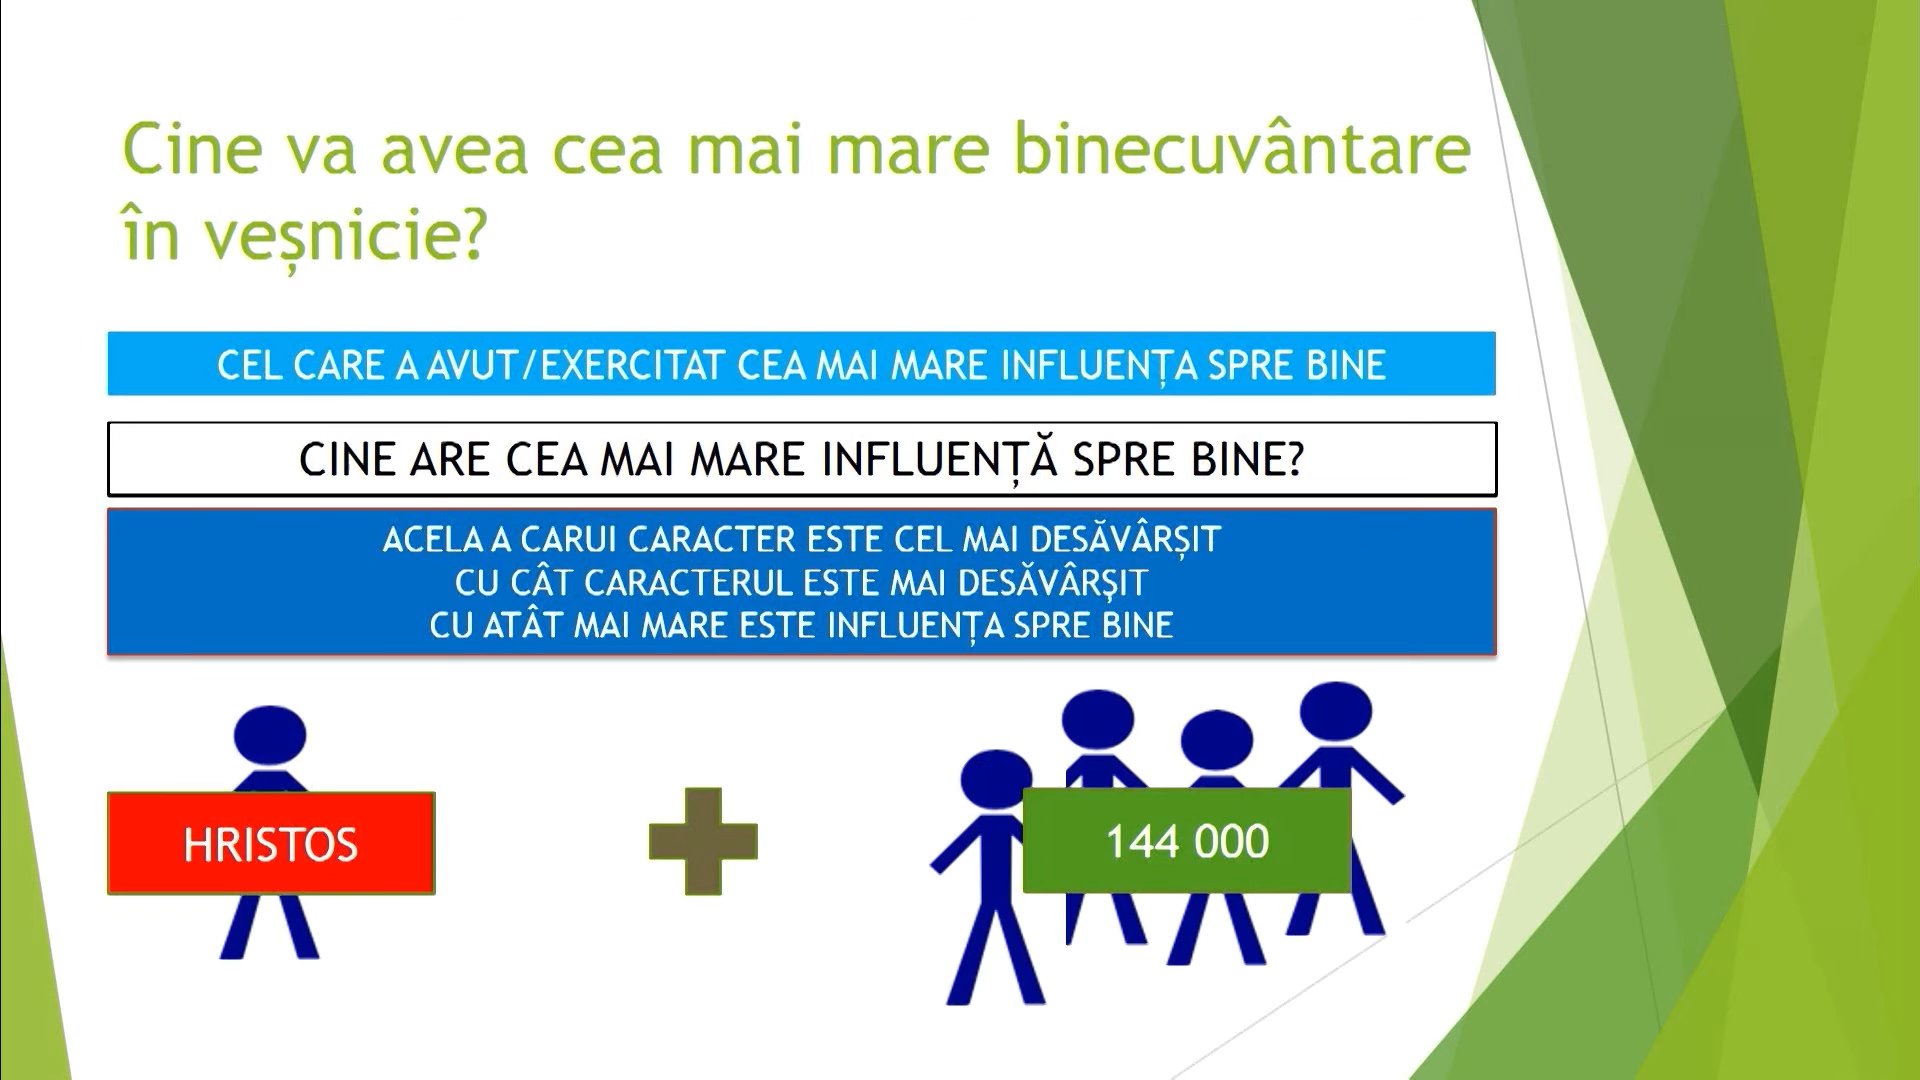 Cine va avea cea mai mare binecuvântare
în veșnicie?
CEL CARE A AVUT/EXERCITAT CEA MAI MARE INFLUENȚA SPRE BINE
CINE ARE CEA MAI MARE INFLUENȚĂ SPRE BINE?
ACELA A CARUI CARACTER ESTE CEL MAI DESĂVÂRȘIT
CU CÂT CARACTERUL ESTE MAI DESĂVÂRȘIT
CU ATÂT MAI MARE ESTE INFLUENȚA SPRE BINE
HRISTOS
144 000